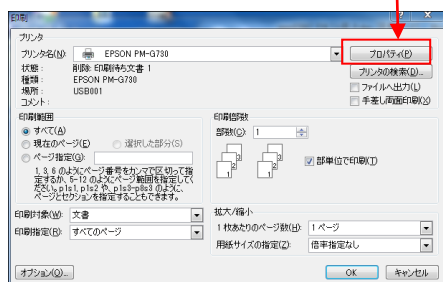 印刷
プリンタ
プリンタ名(N): EPSON PM-G730 プロパティ(P)
状態: 削除: 印刷待ち文書 1 プリンタの検索(D)...
種類: EPSON PM-G730 ファイルへ出力(L)
場所: USB001 手差し両面印刷(X)
コメント:
印刷範囲
すべて(A)
現在のページ(E) 選択した部分(S)
ページ指定(G):
1, 3, 6 のようにページ番号をカンマで区切って指
定するか、5-12 のようにページ範囲を指定してく
ださい。p1s1, p1s2 や、p1s3-p8s3 のように、
ページとセクションを指定することもできます。
印刷部数
部数(C): 1
部単位で印刷(T)
印刷対象(W): 文書
印刷指定(R): すべてのページ
拡大/縮小
1 枚あたりのページ数(H): 1 ページ
用紙サイズの指定(Z): 倍率指定なし
オプション(O)... OK キャンセル